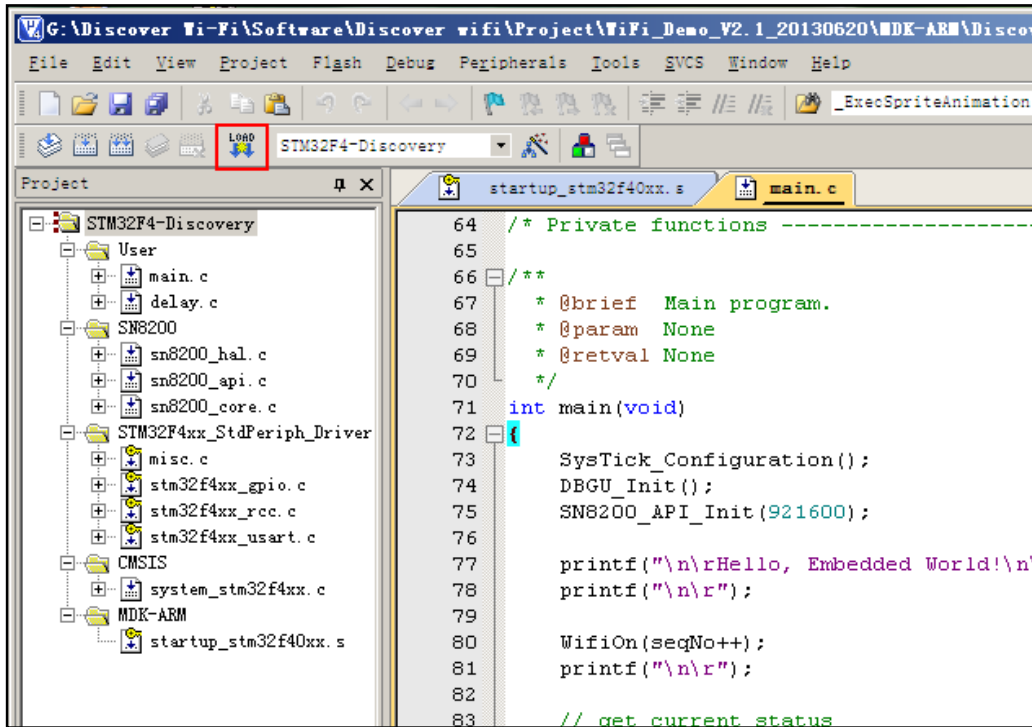 G:\Discover Wi-Fi\Software\Discover wifi\Project\WiFi_Demo_V2.1_20130620\MDK-ARM\Discov
File Edit View Project Flash Debug Peripherals Tools SVCS Window Help
_ExecSpriteAnimation
LOAD STM32F4-Discovery
Project
startup_stm32f40xx.s main.c
STM32F4-Discovery
User
main.c
delay.c
SN8200
sn8200_hal.c
sn8200_api.c
sn8200_core.c
STM32F4xx_StdPeriph_Driver
misc.c
stm32f4xx_gpio.c
stm32f4xx_rcc.c
stm32f4xx_usart.c
CMSIS
system_stm32f4xx.c
MDK-ARM
startup_stm32f40xx.s
64 /* Private functions ---------------------
65
66 /**
67 * @brief Main program.
68 * @param None
69 * @retval None
70 */
71 int main(void)
72 {
73 SysTick_Configuration();
74 DBGU_Init();
75 SN8200_API_Init(921600);
76
77 printf("\n\rHello, Embedded World!\n\
78 printf("\n\r");
79
80 WifiOn(seqNo++);
81 printf("\n\r");
82
83 // get current status